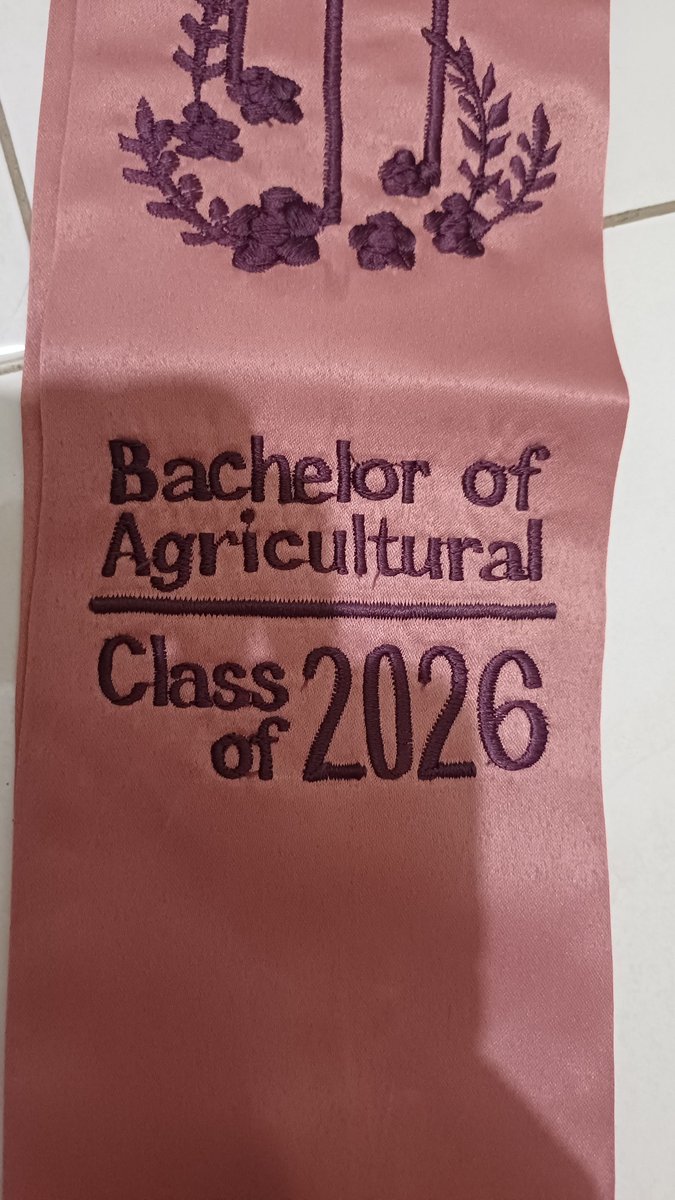 Bachelor of
Agricultural
Class
of 2026